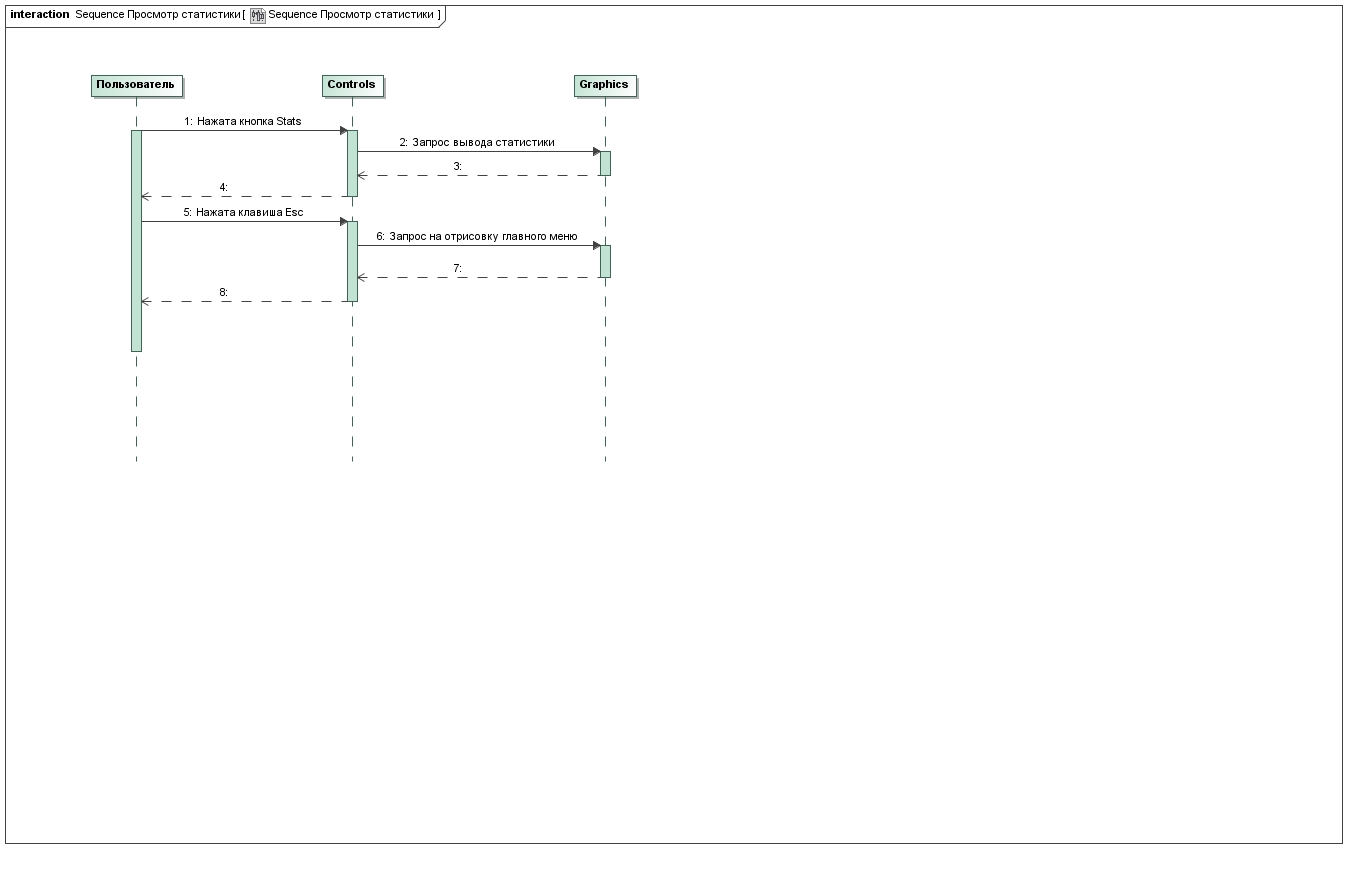 interaction Sequence Просмотр статистики[ Sequence Просмотр статистики ]
Пользователь Controls Graphics
1: Нажата кнопка Stats
2: Запрос вывода статистики
3:
4:
5: Нажата клавиша Esc
6: Запрос на отрисовку главного меню
7:
8: